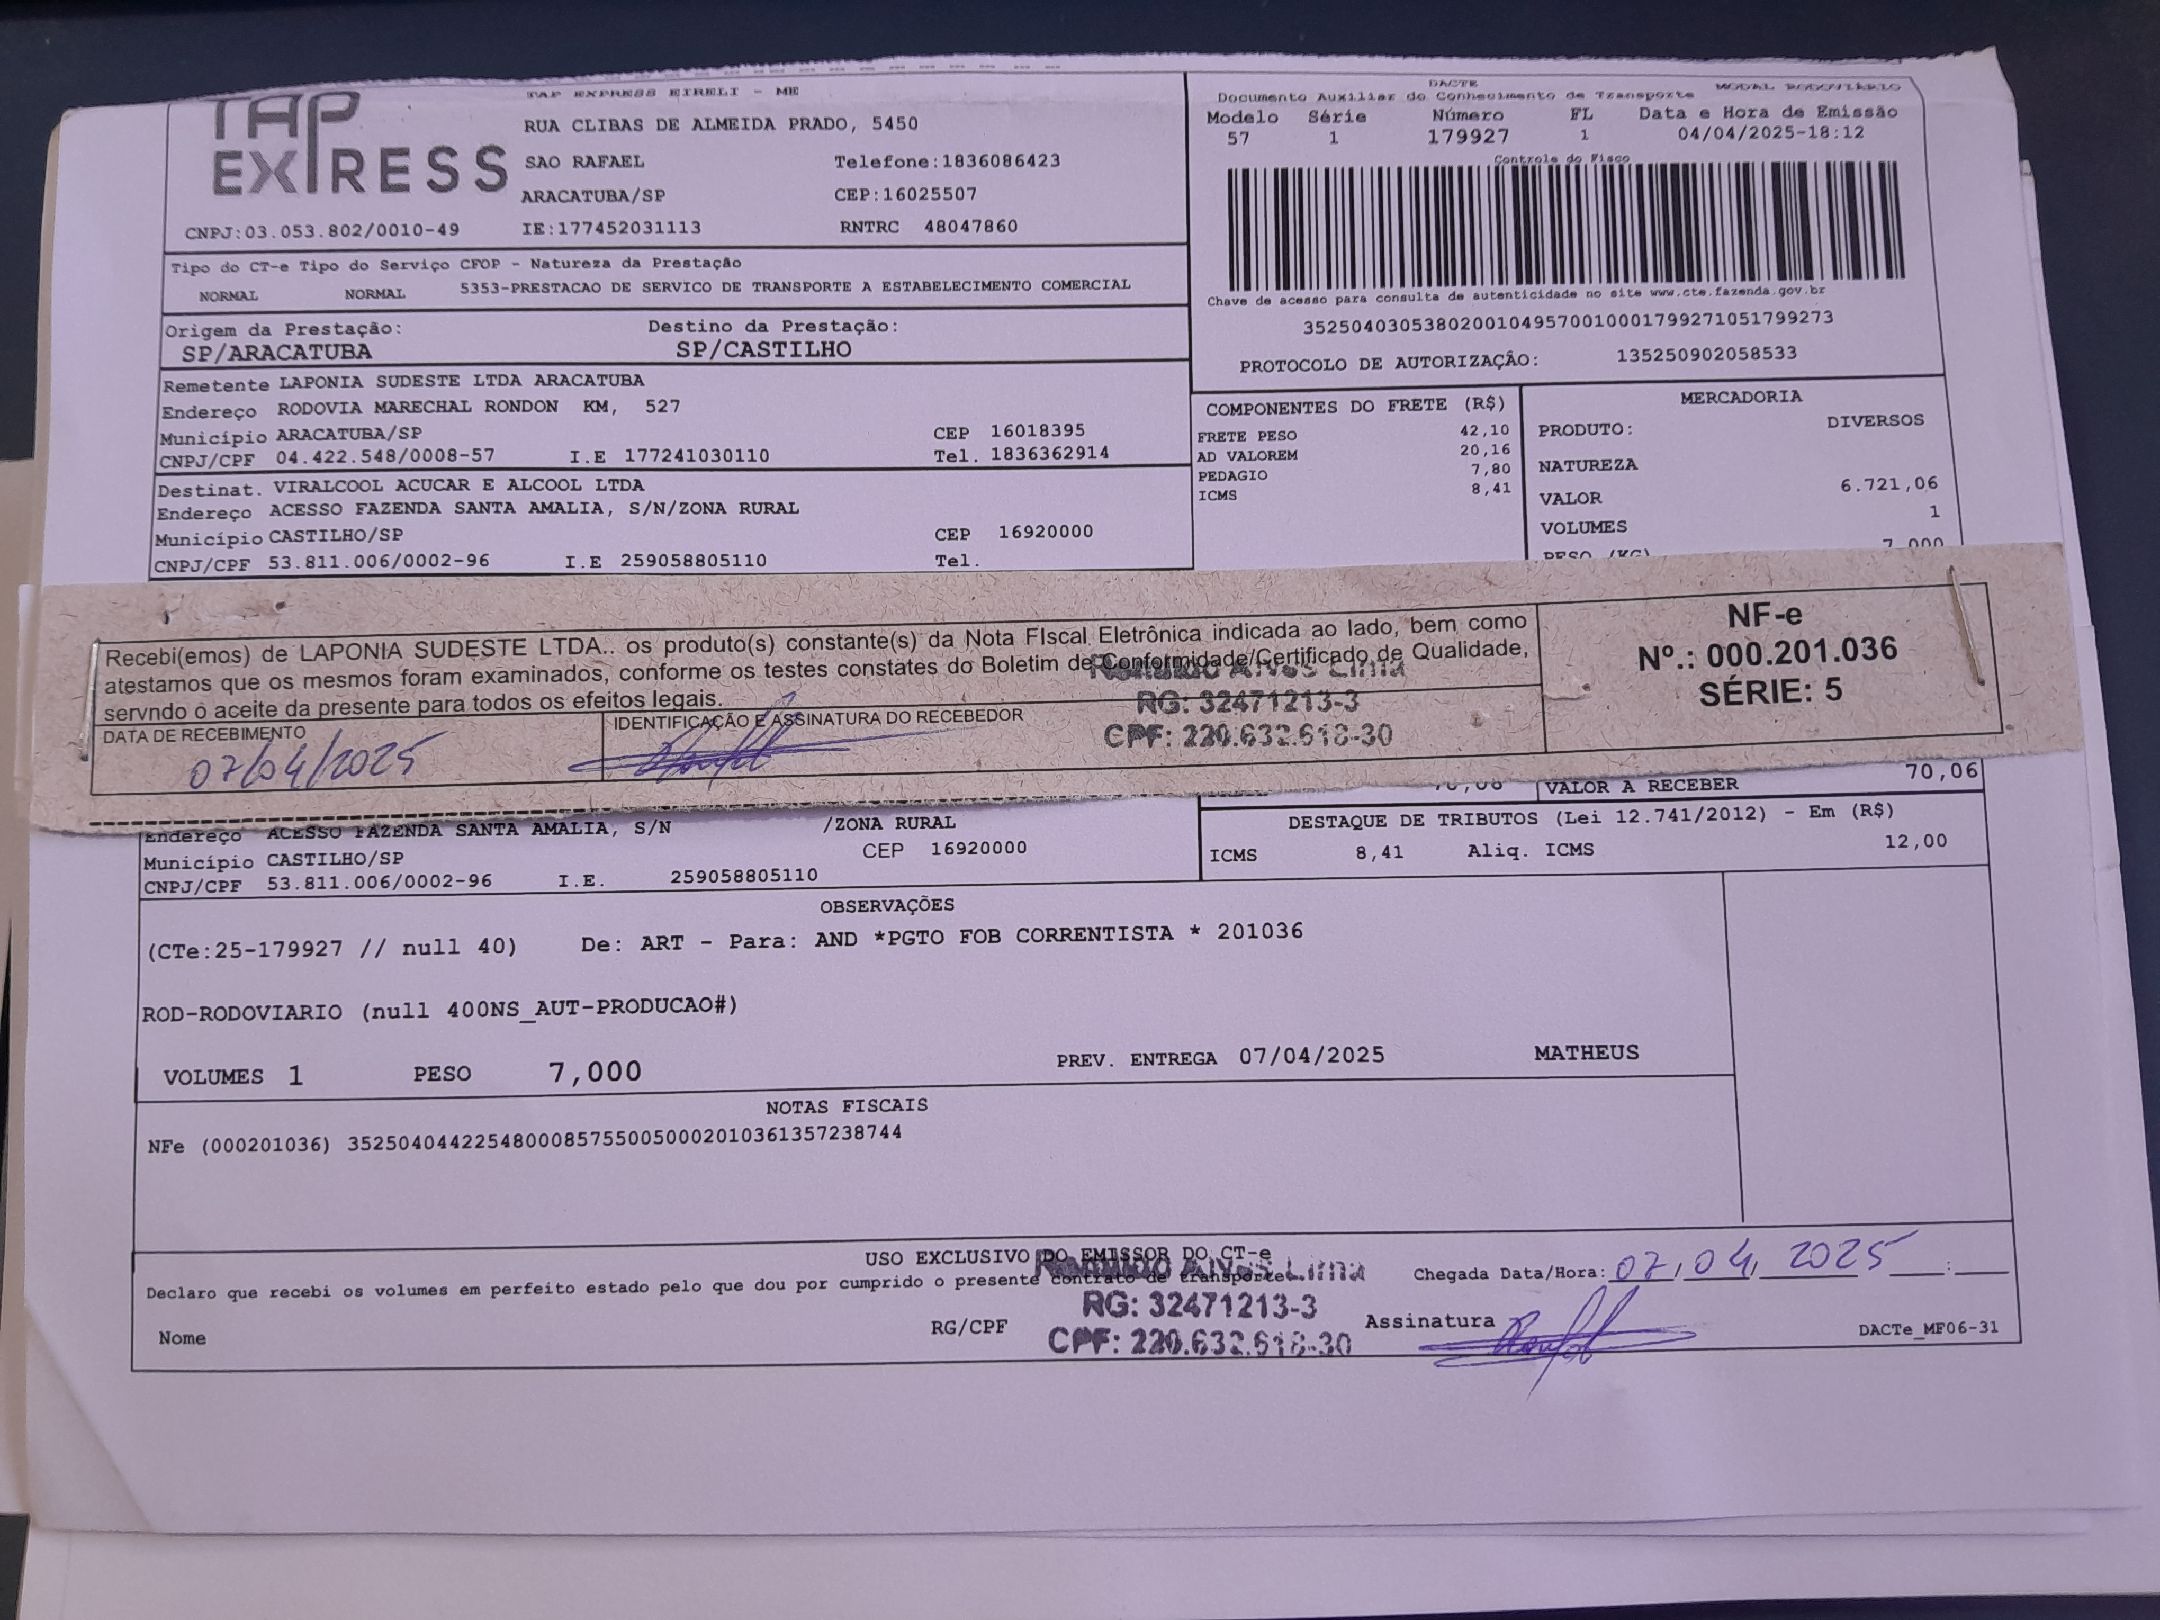 TAP
EXPRESS
TAP EXPRESS EIRELI - ME
RUA CLIBAS DE ALMEIDA PRADO, 5450
SAO RAFAEL Telefone:1836086423
ARACATUBA/SP CEP:16025507
CNPJ:03.053.802/0010-49 IE:177452031113 RNTRC 48047860
DACTE MODAL RODOVIÁRIO
Documento Auxiliar do Conhecimento de Transporte
Modelo Série Número FL Data e Hora de Emissão
57 1 179927 1 04/04/2025-18:12
Controle do Fisco
Chave de acesso para consulta de autenticidade no site www.cte.fazenda.gov.br
35250403053802001049570010001799271051799273
PROTOCOLO DE AUTORIZAÇÃO: 135250902058533
Tipo do CT-e Tipo do Serviço CFOP - Natureza da Prestação
NORMAL NORMAL 5353-PRESTACAO DE SERVICO DE TRANSPORTE A ESTABELECIMENTO COMERCIAL
Origem da Prestação: Destino da Prestação:
SP/ARACATUBA SP/CASTILHO
Remetente LAPONIA SUDESTE LTDA ARACATUBA
Endereço RODOVIA MARECHAL RONDON KM, 527
Município ARACATUBA/SP CEP 16018395
CNPJ/CPF 04.422.548/0008-57 I.E 177241030110 Tel. 1836362914
Destinat. VIRALCOOL ACUCAR E ALCOOL LTDA
Endereço ACESSO FAZENDA SANTA AMALIA, S/N/ZONA RURAL
Município CASTILHO/SP CEP 16920000
CNPJ/CPF 53.811.006/0002-96 I.E 259058805110 Tel.
COMPONENTES DO FRETE (R$)
FRETE PESO 42,10
AD VALOREM 20,16
PEDAGIO 7,80
ICMS 8,41
MERCADORIA
PRODUTO: DIVERSOS
NATUREZA
VALOR 6.721,06
VOLUMES 1
PESO (KG) 7,000
Recebi(emos) de LAPONIA SUDESTE LTDA.. os produto(s) constante(s) da Nota FIscal Eletrônica indicada ao lado, bem como
atestamos que os mesmos foram examinados, conforme os testes constates do Boletim de Conformidade/Certificado de Qualidade,
servndo o aceite da presente para todos os efeitos legais.
DATA DE RECEBIMENTO IDENTIFICAÇÃO E ASSINATURA DO RECEBEDOR
07/04/2025
Alves Lima
RG: 32471213-3
CPF: 220.632.618-30
NF-e
Nº.: 000.201.036
SÉRIE: 5
70,06 VALOR A RECEBER 70,06
Endereço ACESSO FAZENDA SANTA AMALIA, S/N /ZONA RURAL
Município CASTILHO/SP CEP 16920000
CNPJ/CPF 53.811.006/0002-96 I.E. 259058805110
DESTAQUE DE TRIBUTOS (Lei 12.741/2012) - Em (R$)
ICMS 8,41 Aliq. ICMS 12,00
OBSERVAÇÕES
(CTe:25-179927 // null 40) De: ART - Para: AND *PGTO FOB CORRENTISTA * 201036
ROD-RODOVIARIO (null 400NS_AUT-PRODUCAO#)
VOLUMES 1 PESO 7,000 PREV. ENTREGA 07/04/2025 MATHEUS
NOTAS FISCAIS
NFe (000201036) 35250404422548000857550050002010361357238744
USO EXCLUSIVO DO EMISSOR DO CT-e
Declaro que recebi os volumes em perfeito estado pelo que dou por cumprido o presente contrato de transporte
Chegada Data/Hora: 07/04/2025 :
Alves Lima
RG: 32471213-3
CPF: 220.632.618-30
Nome RG/CPF Assinatura DACTe_MF06-31